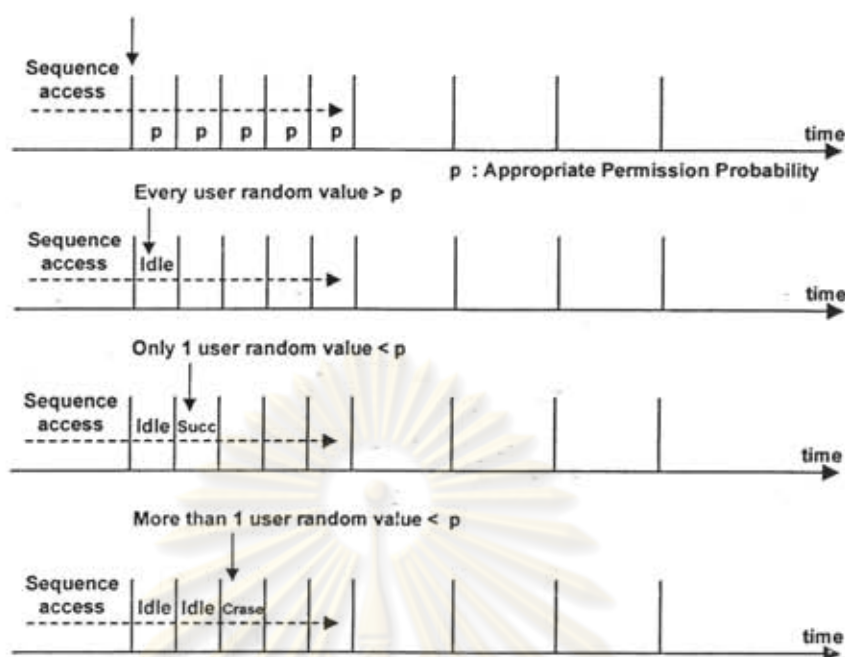 Sequence
access
p p p p p
time
p : Appropriate Permission Probability
Every user random value > p
Sequence
access
Idle
time
Only 1 user random value < p
Sequence
access
Idle Succ
time
More than 1 user random value < p
Sequence
access
Idle Idle Crase
time